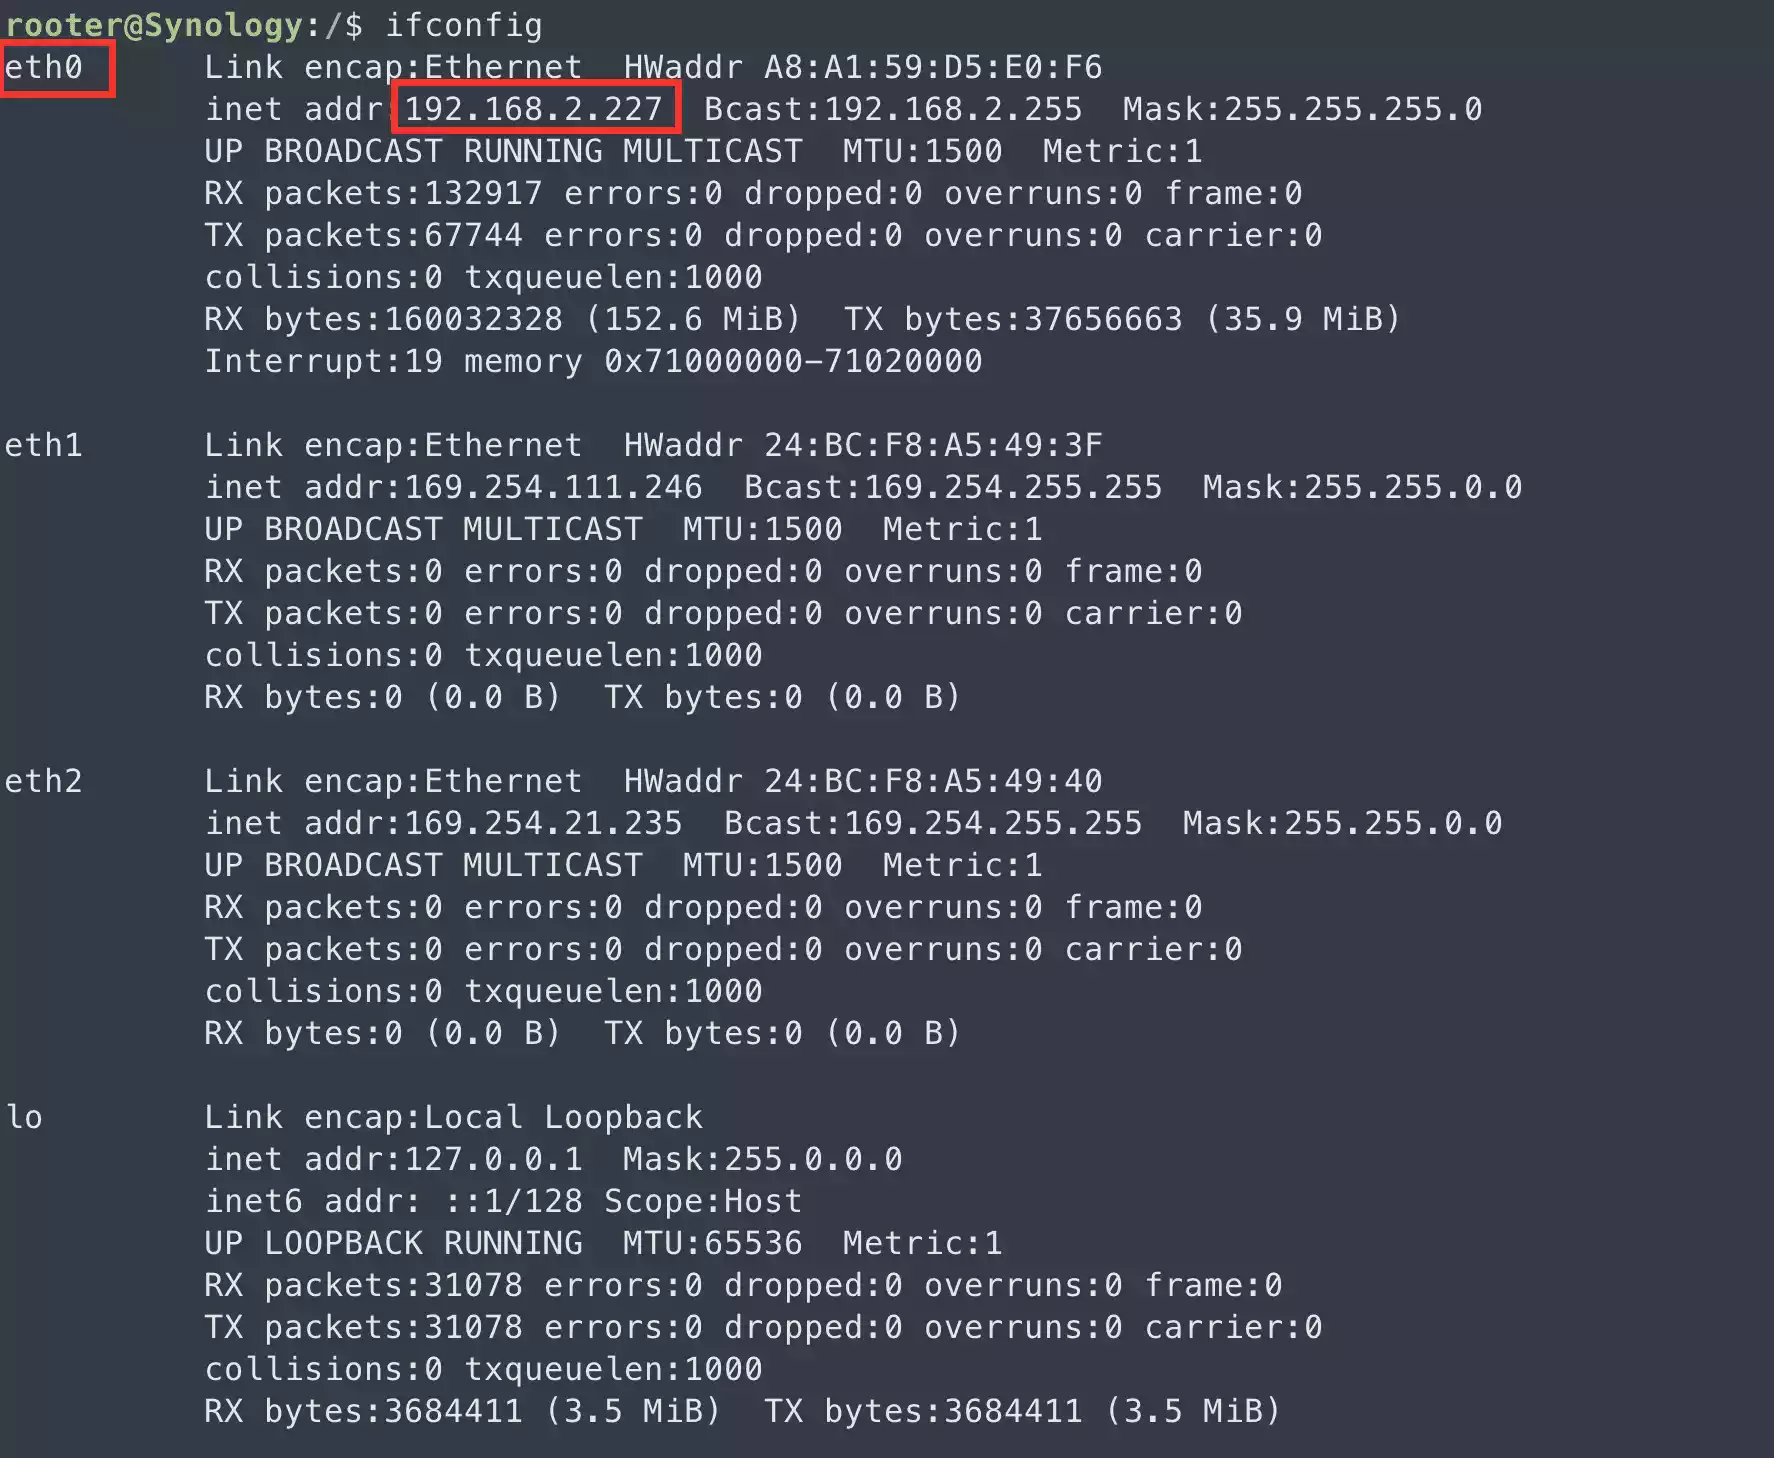 rooter@Synology:/$ ifconfig
eth0      Link encap:Ethernet  HWaddr A8:A1:59:D5:E0:F6
          inet addr:192.168.2.227  Bcast:192.168.2.255  Mask:255.255.255.0
          UP BROADCAST RUNNING MULTICAST  MTU:1500  Metric:1
          RX packets:132917 errors:0 dropped:0 overruns:0 frame:0
          TX packets:67744 errors:0 dropped:0 overruns:0 carrier:0
          collisions:0 txqueuelen:1000
          RX bytes:160032328 (152.6 MiB)  TX bytes:37656663 (35.9 MiB)
          Interrupt:19 memory 0x71000000-71020000

eth1      Link encap:Ethernet  HWaddr 24:BC:F8:A5:49:3F
          inet addr:169.254.111.246  Bcast:169.254.255.255  Mask:255.255.0.0
          UP BROADCAST MULTICAST  MTU:1500  Metric:1
          RX packets:0 errors:0 dropped:0 overruns:0 frame:0
          TX packets:0 errors:0 dropped:0 overruns:0 carrier:0
          collisions:0 txqueuelen:1000
          RX bytes:0 (0.0 B)  TX bytes:0 (0.0 B)

eth2      Link encap:Ethernet  HWaddr 24:BC:F8:A5:49:40
          inet addr:169.254.21.235  Bcast:169.254.255.255  Mask:255.255.0.0
          UP BROADCAST MULTICAST  MTU:1500  Metric:1
          RX packets:0 errors:0 dropped:0 overruns:0 frame:0
          TX packets:0 errors:0 dropped:0 overruns:0 carrier:0
          collisions:0 txqueuelen:1000
          RX bytes:0 (0.0 B)  TX bytes:0 (0.0 B)

lo        Link encap:Local Loopback
          inet addr:127.0.0.1  Mask:255.0.0.0
          inet6 addr: ::1/128 Scope:Host
          UP LOOPBACK RUNNING  MTU:65536  Metric:1
          RX packets:31078 errors:0 dropped:0 overruns:0 frame:0
          TX packets:31078 errors:0 dropped:0 overruns:0 carrier:0
          collisions:0 txqueuelen:1000
          RX bytes:3684411 (3.5 MiB)  TX bytes:3684411 (3.5 MiB)